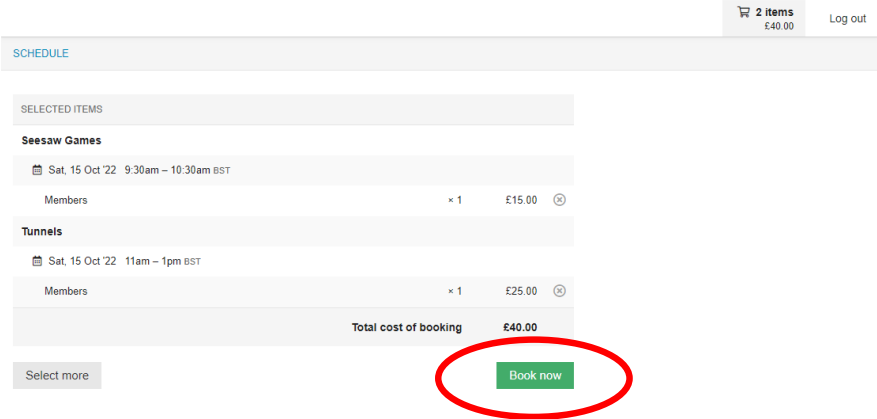 2 items
£40.00
Log out
SCHEDULE
SELECTED ITEMS
Seesaw Games
Sat, 15 Oct '22 9:30am – 10:30am BST
Members × 1 £15.00
Tunnels
Sat, 15 Oct '22 11am – 1pm BST
Members × 1 £25.00
Total cost of booking £40.00
Select more Book now